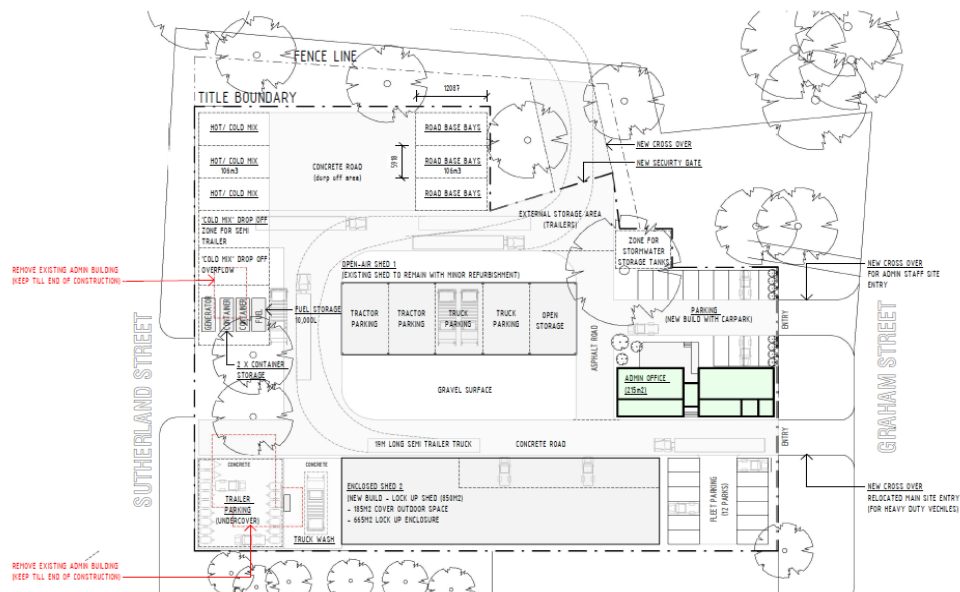 FENCE LINE
TITLE BOUNDARY
12087
HOT/ COLD MIX
ROAD BASE BAYS
NEW CROSS OVER
CONCRETE ROAD
(durp off area)
HOT/ COLD MIX
106m3
5918
ROAD BASE BAYS
106m3
NEW SECURTY GATE
HOT/ COLD MIX
ROAD BASE BAYS
'COLD MIX' DROP OFF
ZONE FOR SEMI
TRAILER
EXTERNAL STORAGE AREA
(TRAILERS)
ZONE FOR
STORMWATER
STORAGE TANKS
'COLD MIX' DROP OFF
OVERFLOW
OPEN-AIR SHED 1
(EXISTING SHED TO REMAIN WITH MINOR REFURBISHMENT)
REMOVE EXISTING ADMIN BUILDING
(KEEP TILL END OF CONSTRUCTION)
NEW CROSS OVER
FOR ADMIN STAFF SITE
ENTRY
GENERATOR
CONTAINER
CONTAINER
FUEL
FUEL STORAGE
10,000L
TRACTOR
PARKING
TRACTOR
PARKING
TRUCK
PARKING
TRUCK
PARKING
OPEN
STORAGE
PARKING
(NEW BUILD WITH CARPARK)
ENTRY
ASPHALT ROAD
2 X CONTAINER
STORAGE
GRAVEL SURFACE
ADMIN OFFICE
(215m2)
SUTHERLAND STREET
GRAHAM STREET
19M LONG SEMI TRAILER TRUCK
CONCRETE ROAD
ENTRY
CONCRETE
CONCRETE
TRAILER
PARKING
(UNDERCOVER)
TRUCK WASH
ENCLOSED SHED 2
(NEW BUILD - LOCK UP SHED (850M2)
- 185M2 COVER OUTDOOR SPACE
- 665M2 LOCK UP ENCLOSURE
FLEET PARKING
(12 PARKS)
NEW CROSS OVER
RELOCATED MAIN SITE ENTRY
(FOR HEAVY DUTY VECHILES)
REMOVE EXISTING ADMIN BUILDING
(KEEP TILL END OF CONSTRUCTION)